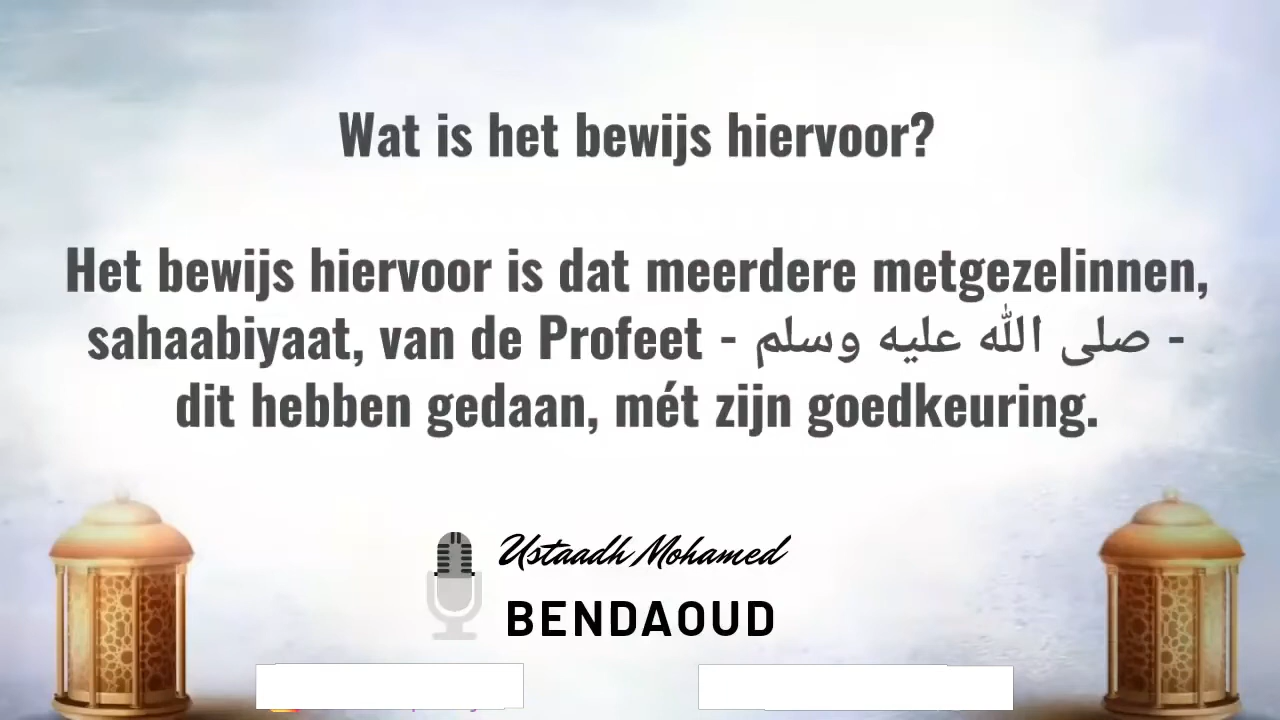 Wat is het bewijs hiervoor?
Het bewijs hiervoor is dat meerdere metgezelinnen,
sahaabiyaat, van de Profeet - صلى الله عليه وسلم -
dit hebben gedaan, mét zijn goedkeuring.
Ustaadh Mohamed
BENDAOUD